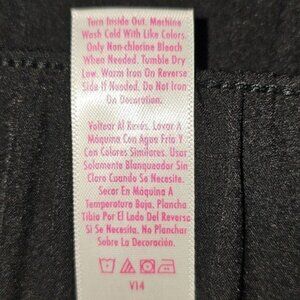 Turn Inside Out. Machine
Wash Cold With Like Colors.
Only Non-chlorine Bleach
When Needed. Tumble Dry
Low. Warm Iron On Reverse
Side If Needed. Do Not Iron
On Decoration.
Voltear Al Revés. Lavar A
Máquina Con Agua Fría Y
Con Colores Similares. Usar
Solamente Blanqueador Sin
Cloro Cuando Se Necesite.
Secar En Máquina A
Temperatura Baja. Plancha
Tibia Por El Lado Del Reverso
Si Se Necesita. No Planchar
Sobre La Decoración.
V14